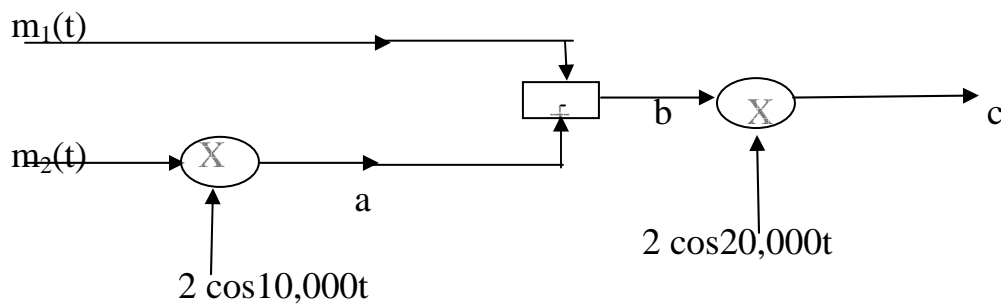 m₁(t)
+
b
X
c
m₂(t)
X
a
2 cos20,000t
2 cos10,000t